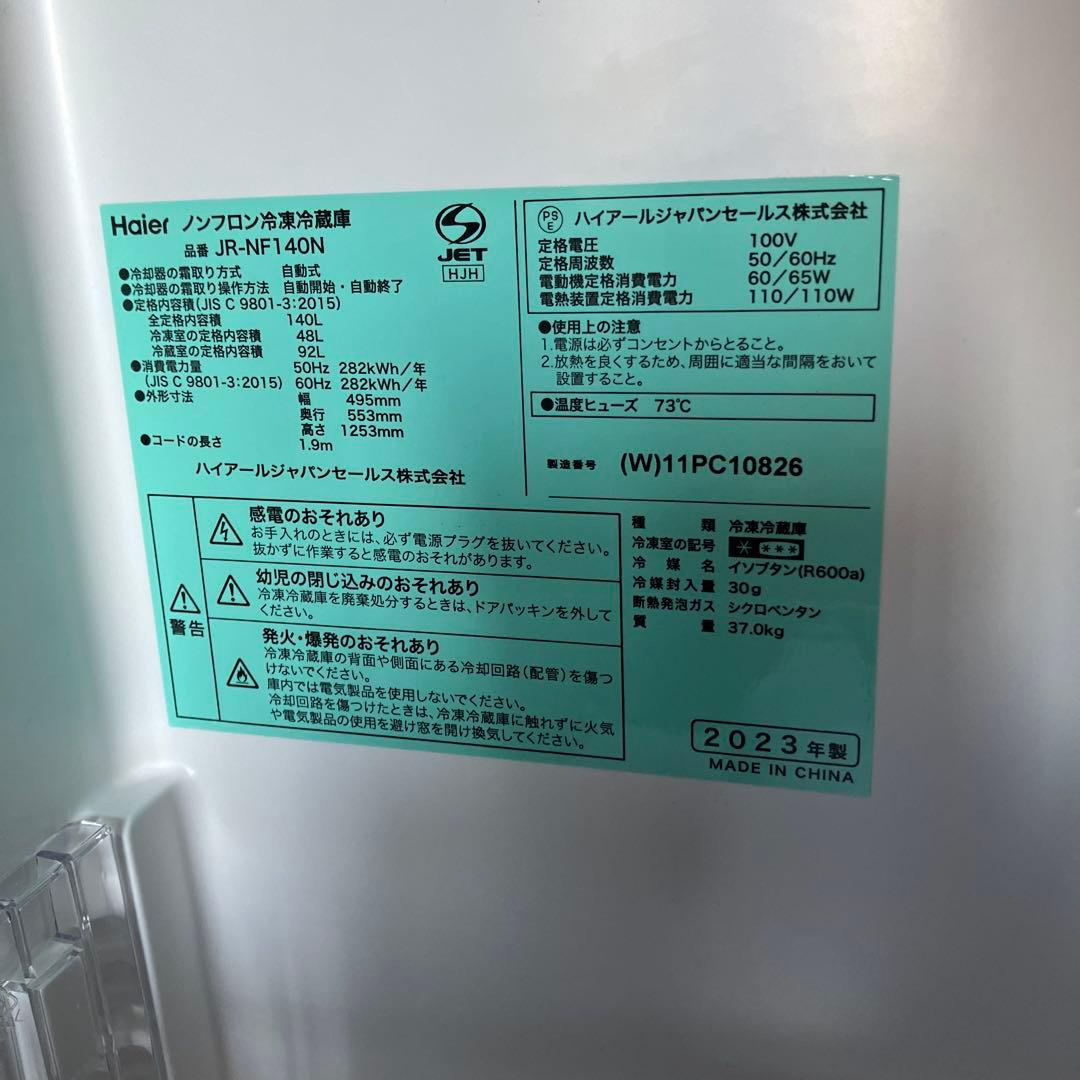 Haier ノンフロン冷凍冷蔵庫
品番 JR-NF140N
JET
HJH
●冷却器の霜取り方式 自動式
●冷却器の霜取り操作方法 自動開始・自動終了
●定格内容積(JIS C 9801-3:2015)
全定格内容積 140L
冷凍室の定格内容積 48L
冷蔵室の定格内容積 92L
●消費電力量 50Hz 282kWh/年
(JIS C 9801-3:2015) 60Hz 282kWh/年
●外形寸法 幅 495mm
奥行 553mm
高さ 1253mm
●コードの長さ 1.9m
ハイアールジャパンセールス株式会社
PSE ハイアールジャパンセールス株式会社
定格電圧 100V
定格周波数 50/60Hz
電動機定格消費電力 60/65W
電熱装置定格消費電力 110/110W
●使用上の注意
1.電源は必ずコンセントからとること。
2.放熱を良くするため、周囲に適当な間隔をおいて
設置すること。
●温度ヒューズ 73℃
製造番号 (W)11PC10826
警告
感電のおそれあり
お手入れのときには、必ず電源プラグを抜いてください。
抜かずに作業すると感電のおそれがあります。
幼児の閉じ込みのおそれあり
冷凍冷蔵庫を廃棄処分するときは、ドアパッキンを外して
ください。
発火・爆発のおそれあり
冷凍冷蔵庫の背面や側面にある冷却回路(配管)を傷つ
けないでください。
庫内では電気製品を使用しないでください。
冷却回路を傷つけたときは、冷凍冷蔵庫に触れずに火気
や電気製品の使用を避け窓を開け換気してください。
種類 冷凍冷蔵庫
冷凍室の記号 * ***
冷媒名 イソブタン(R600a)
冷媒封入量 30g
断熱発泡ガス シクロペンタン
質量 37.0kg
2023年製
MADE IN CHINA